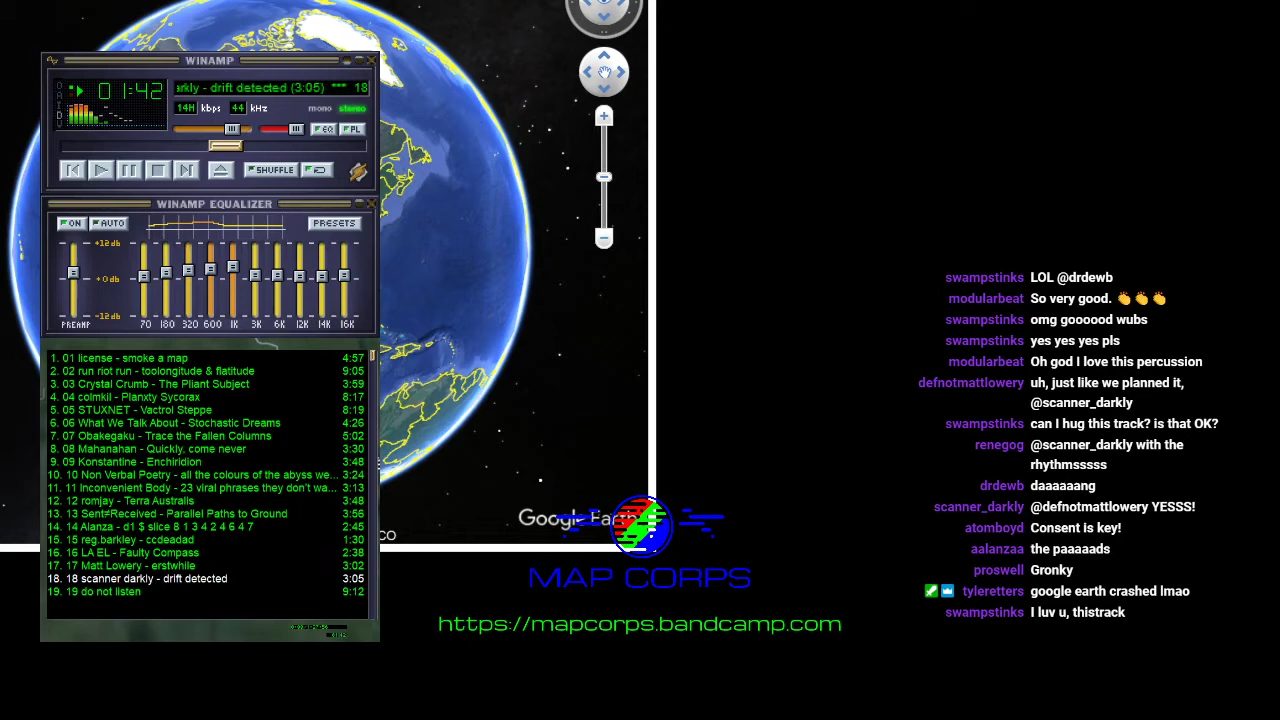 WINAMP
01:42
arkly - drift detected (3:05) *** 18
14H kbps 44 kHz mono stereo
EQ PL
SHUFFLE
WINAMP EQUALIZER
ON AUTO PRESETS
+12db
+0db
-12db
PREAMP 70 180 320 600 1K 3K 6K 12K 14K 16K
1. 01 license - smoke a map 4:57
2. 02 run riot run - toolongitude & flatitude 9:05
3. 03 Crystal Crumb - The Pliant Subject 3:59
4. 04 colmkil - Planxty Sycorax 8:17
5. 05 STUXNET - Vactrol Steppe 8:19
6. 06 What We Talk About - Stochastic Dreams 4:26
7. 07 Obakegaku - Trace the Fallen Columns 5:02
8. 08 Mahanahan - Quickly, come never 3:30
9. 09 Konstantine - Enchiridion 3:48
10. 10 Non Verbal Poetry - all the colours of the abyss we... 3:24
11. 11 Inconvenient Body - 23 viral phrases they don't wa... 3:13
12. 12 romjay - Terra Australis 3:48
13. 13 Sent≠Received - Parallel Paths to Ground 3:56
14. 14 Alanza - d1 $ slice 8 1 3 4 2 4 6 4 7 2:45
15. 15 reg.barkley - ccdeadad 1:30
16. 16 LA EL - Faulty Compass 2:38
17. 17 Matt Lowery - erstwhile 3:02
18. 18 scanner darkly - drift detected 3:05
19. 19 do not listen 9:12
Google Earth
co
MAP CORPS
https://mapcorps.bandcamp.com
swampstinks LOL @drdewb
modularbeat So very good. 👏 👏 👏
swampstinks omg goooood wubs
swampstinks yes yes yes pls
modularbeat Oh god I love this percussion
defnotmattlowery uh, just like we planned it,
@scanner_darkly
swampstinks can I hug this track? is that OK?
renegog @scanner_darkly with the
rhythmsssss
drdewb daaaaaang
scanner_darkly @defnotmattlowery YESSS!
atomboyd Consent is key!
aalanzaa the paaaaads
proswell Gronky
tyleretters google earth crashed lmao
swampstinks I luv u, thistrack